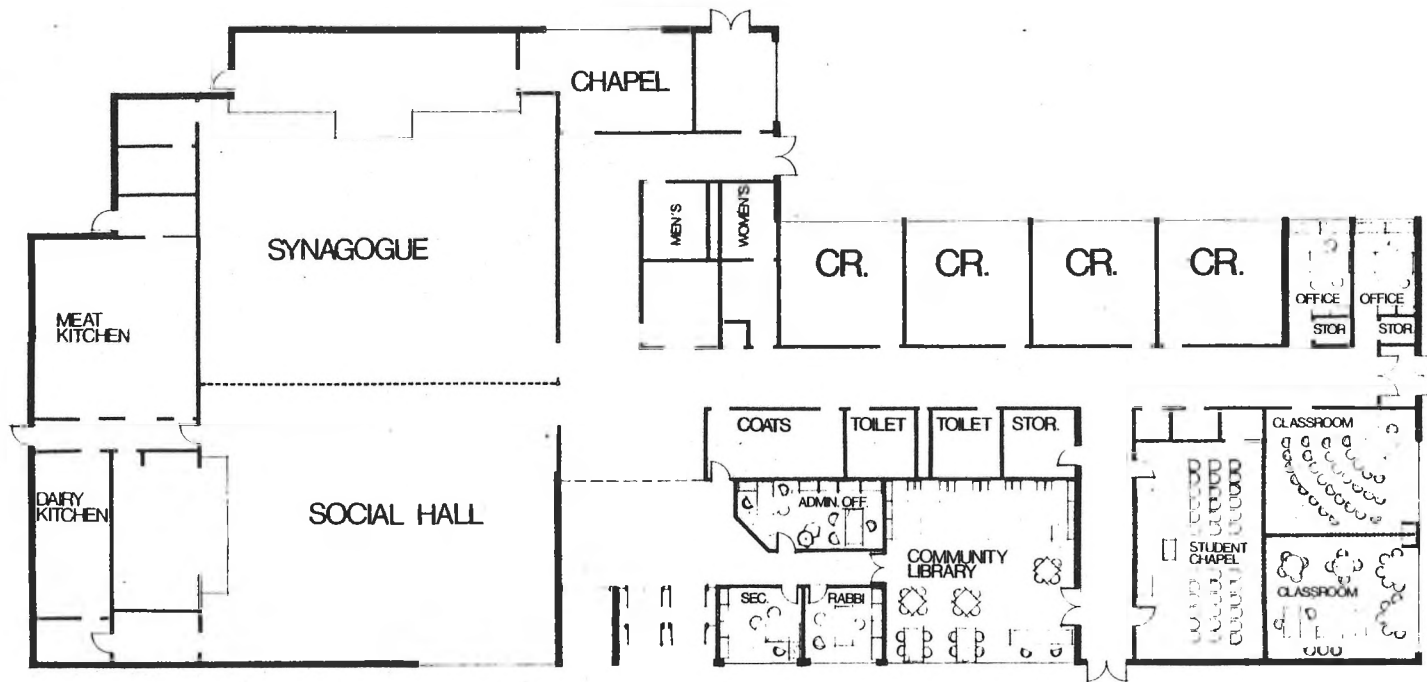 CHAPEL
MEN'S
WOMEN'S
SYNAGOGUE
CR.
CR.
CR.
CR.
OFFICE
OFFICE
STOR
STOR.
MEAT
KITCHEN
COATS
TOILET
TOILET
STOR.
CLASSROOM
DAIRY
KITCHEN
SOCIAL HALL
ADMIN. OFF.
COMMUNITY
LIBRARY
STUDENT
CHAPEL
SEC.
RABBI
CLASSROOM